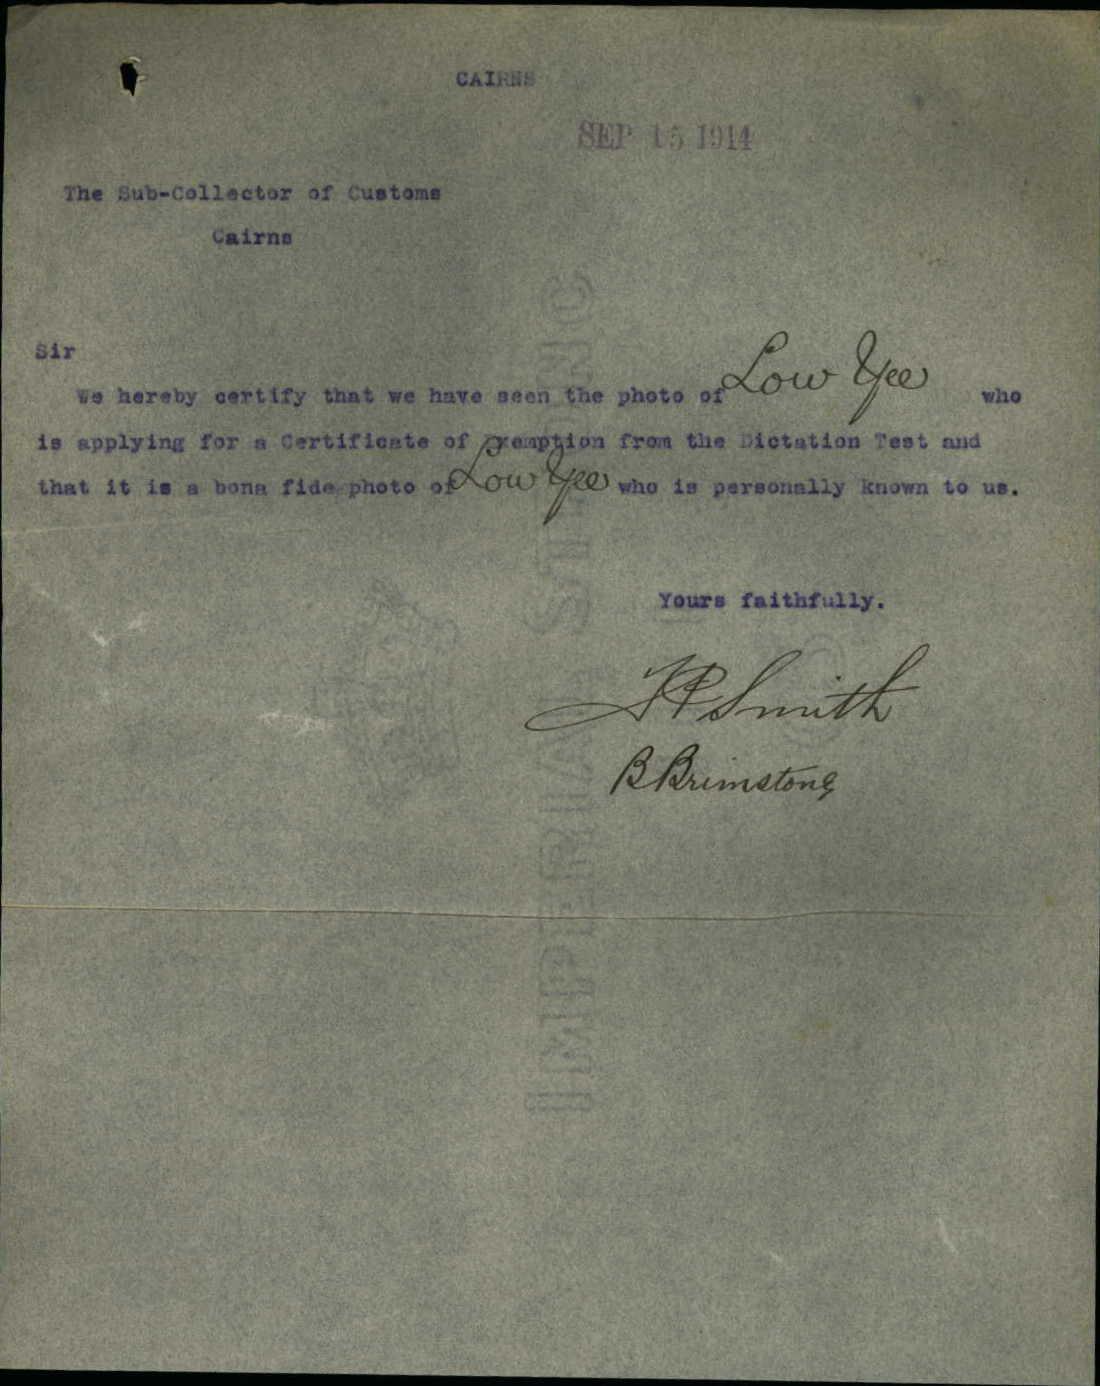 CAIRNS
SEP 15 1914
The Sub-Collector of Customs
Cairns
Sir
We hereby certify that we have seen the photo of Low Yee who
is applying for a Certificate of Exemption from the Dictation Test and
that it is a bona fide photo of Low Yee who is personally known to us.
Yours faithfully.
Smith
B Brimstone
IMPERIAL